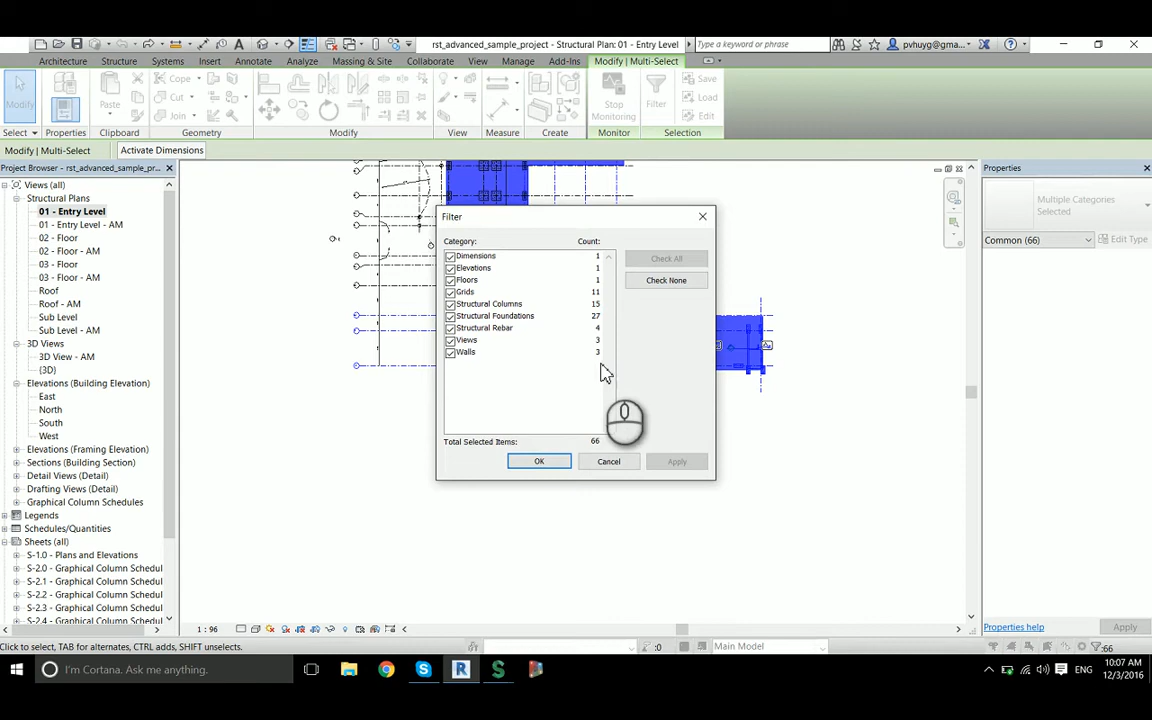 rst_advanced_sample_project - Structural Plan: 01 - Entry Level
Type a keyword or phrase
pvhuyg@gma...
Architecture Structure Systems Insert Annotate Analyze Massing & Site Collaborate View Manage Add-Ins Modify | Multi-Select
Modify
Properties
Paste
Cope
Cut
Join
Stop Monitoring
Filter
Save
Load
Edit
Select Properties Clipboard Geometry Modify View Measure Create Monitor Selection
Modify | Multi-Select Activate Dimensions
Project Browser - rst_advanced_sample_pr...
Views (all)
Structural Plans
01 - Entry Level
01 - Entry Level - AM
02 - Floor
02 - Floor - AM
03 - Floor
03 - Floor - AM
Roof
Roof - AM
Sub Level
Sub Level - AM
3D Views
3D View - AM
{3D}
Elevations (Building Elevation)
East
North
South
West
Elevations (Framing Elevation)
Sections (Building Section)
Detail Views (Detail)
Drafting Views (Detail)
Graphical Column Schedules
Legends
Schedules/Quantities
Sheets (all)
S-1.0 - Plans and Elevations
S-2.0 - Graphical Column Schedul
S-2.1 - Graphical Column Schedul
S-2.2 - Graphical Column Schedul
S-2.3 - Graphical Column Schedul
S-2.4 - Graphical Column Schedul
Filter
Category: Count:
Dimensions 1
Elevations 1
Floors 1
Grids 11
Structural Columns 15
Structural Foundations 27
Structural Rebar 4
Views 3
Walls 3
Check All
Check None
Total Selected Items: 66
OK Cancel Apply
Properties
Multiple Categories Selected
Common (66) Edit Type
Properties help Apply
1 : 96
Click to select, TAB for alternates, CTRL adds, SHIFT unselects.
:0
Main Model
:66
I'm Cortana. Ask me anything.
ENG
10:07 AM
12/3/2016